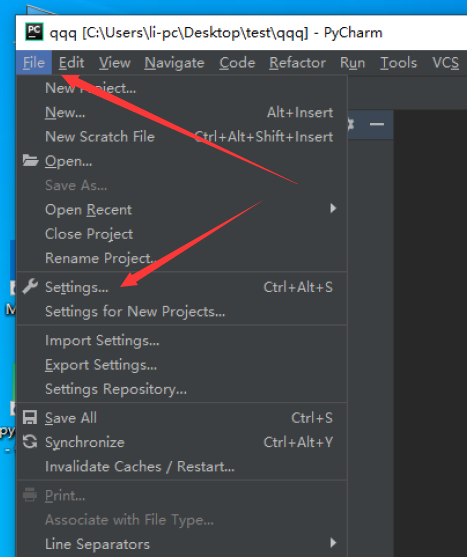 PC qqq [C:\Users\li-pc\Desktop\test\qqq] - PyCharm
File Edit View Navigate Code Refactor Run Tools VCS
New Project...
New... Alt+Insert
New Scratch File Ctrl+Alt+Shift+Insert
Open...
Save As...
Open Recent
Close Project
Rename Project...
Settings... Ctrl+Alt+S
Settings for New Projects...
Import Settings...
Export Settings...
Settings Repository...
Save All Ctrl+S
Synchronize Ctrl+Alt+Y
Invalidate Caches / Restart...
Print...
Associate with File Type...
Line Separators